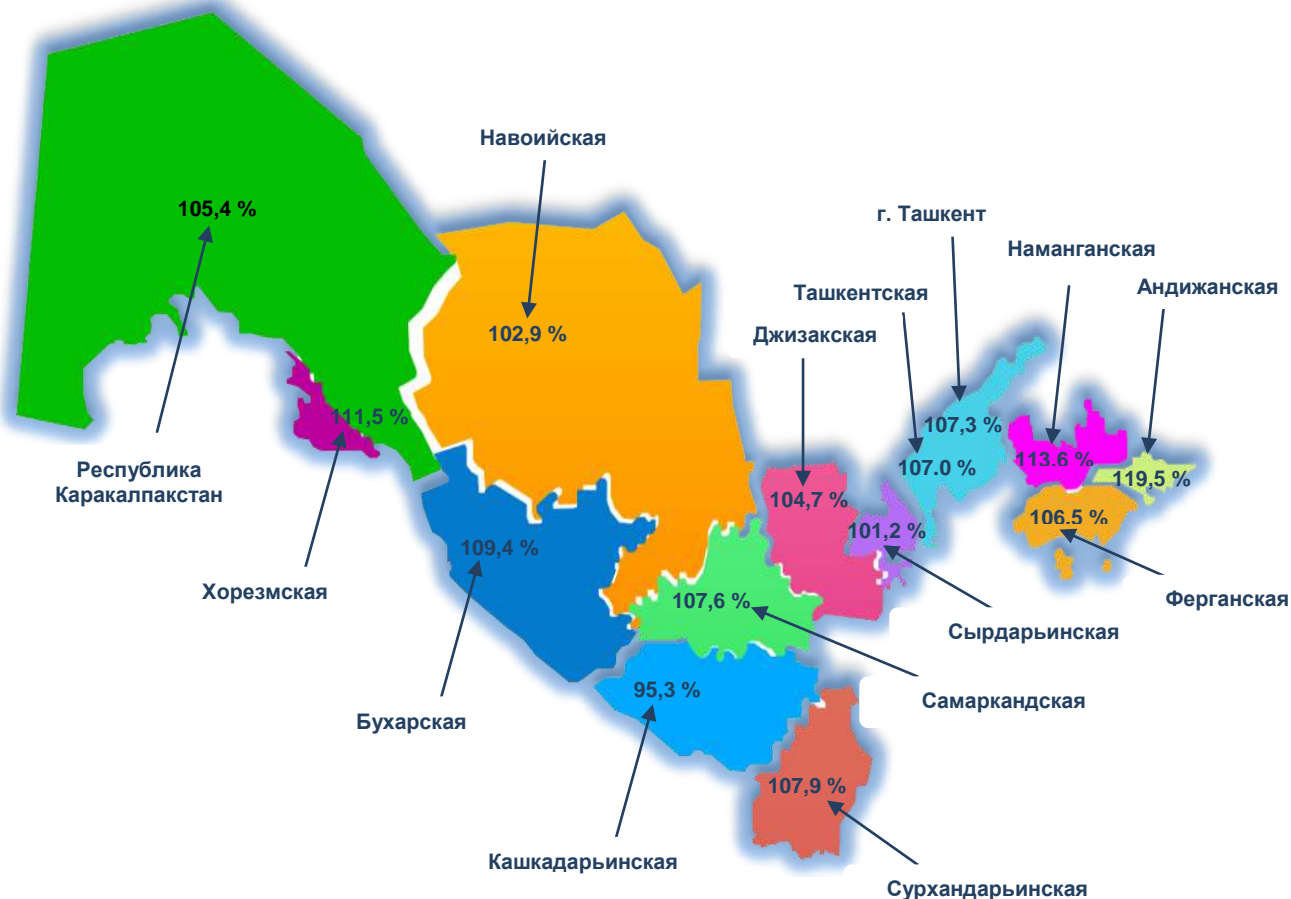 Навоийская
105,4 %
г. Ташкент
Наманганская
Андижанская
Ташкентская
Джизакская
102,9 %
111,5 %
107,3 %
107.0 %
113.6 %
119,5 %
Республика
Каракалпакстан
104,7 %
101,2 %
106.5 %
109,4 %
Хорезмская
107,6 %
Ферганская
Сырдарьинская
95,3 %
Самаркандская
Бухарская
107,9 %
Кашкадарьинская
Сурхандарьинская